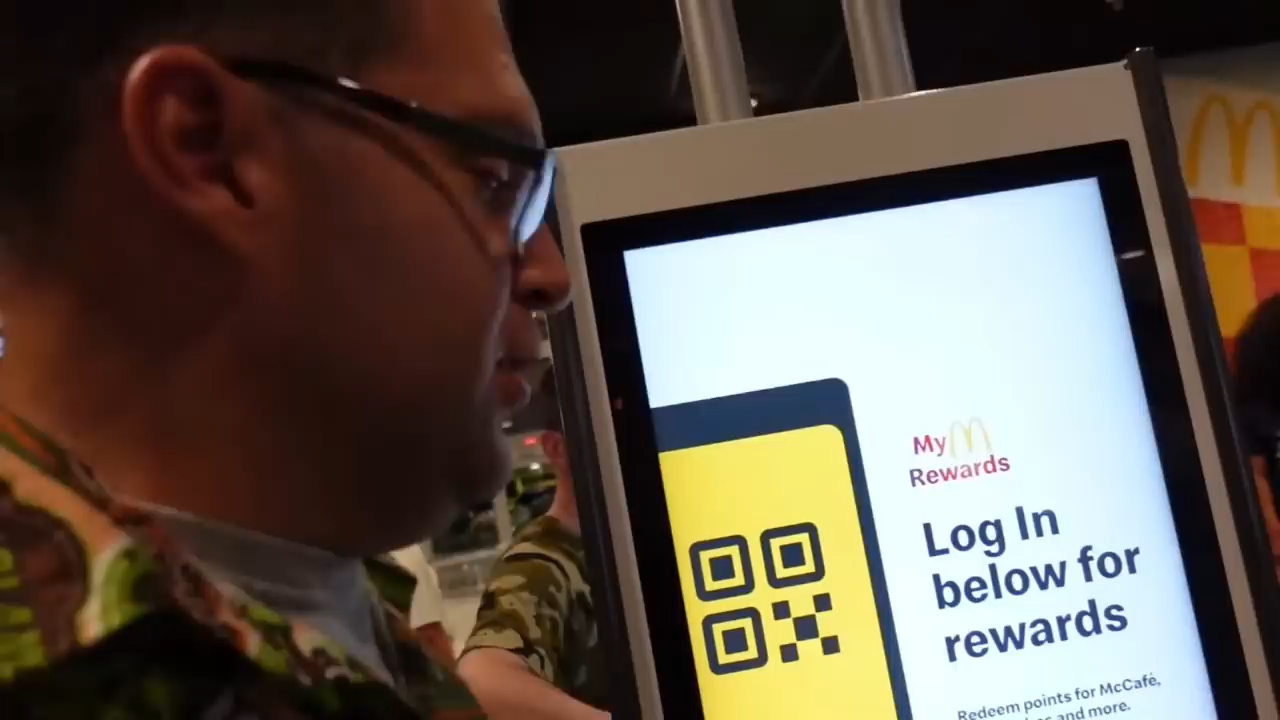 My
Rewards
Log In
below for
rewards
Redeem points for McCafé,
and more.